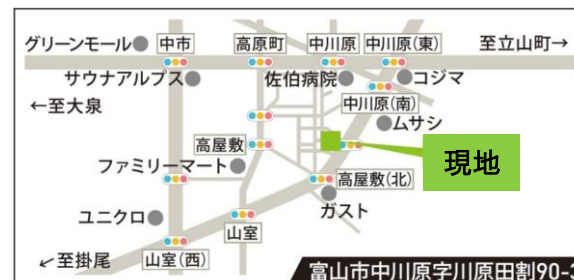 グリーンモール
中市
高原町
中川原
中川原(東)
至立山町→
サウナアルプス
佐伯病院
コジマ
←至大泉
中川原(南)
ムサシ
高屋敷
現地
ファミリーマート
高屋敷(北)
ガスト
ユニクロ
山室
←至掛尾
山室(西)
富山市中川原字川原田割90-3